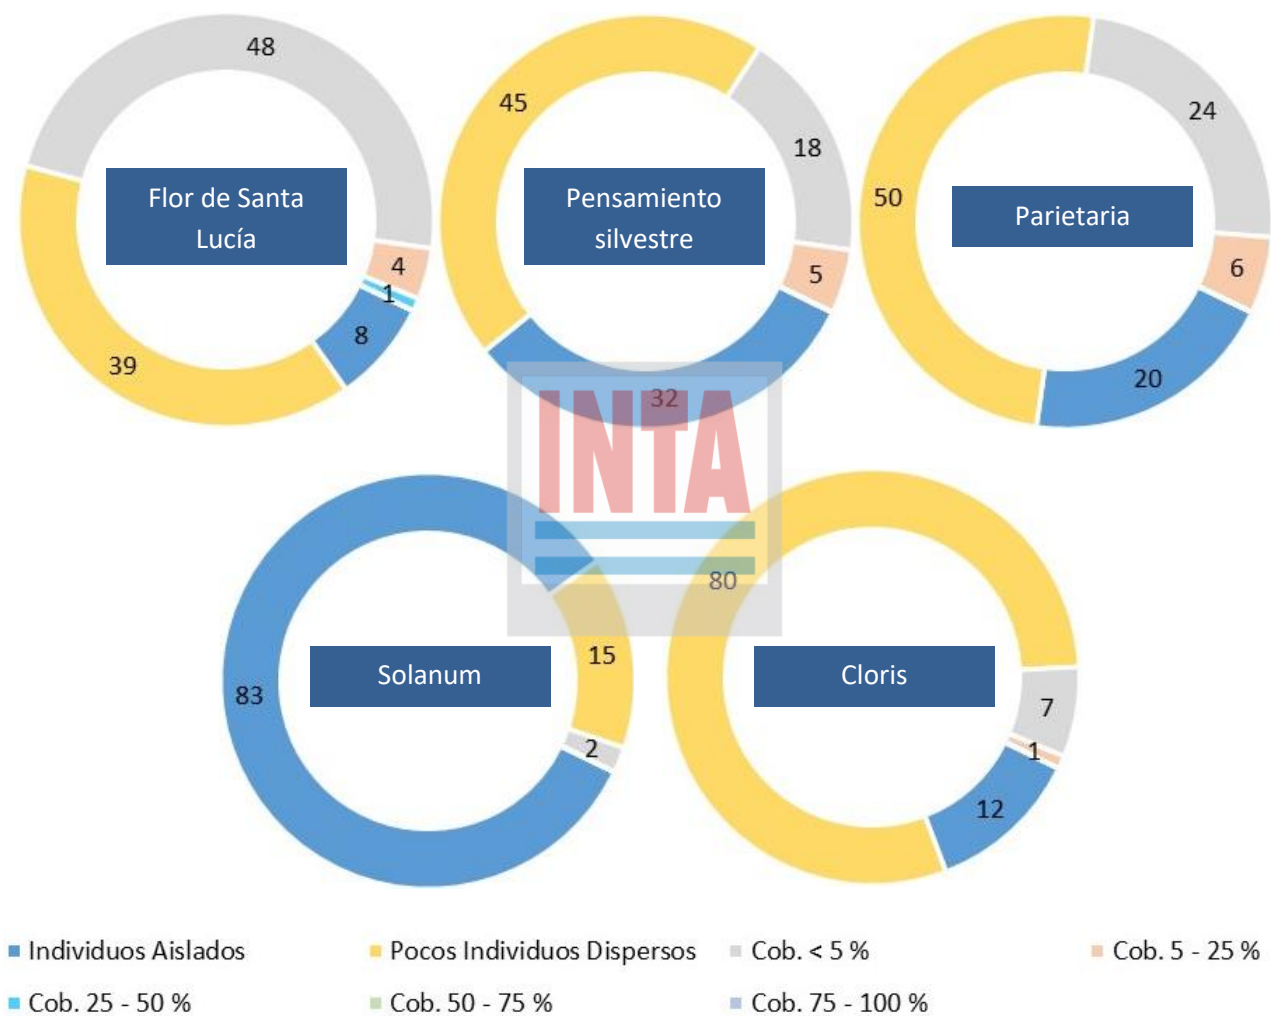 48
39
4
1
8
Flor de Santa
Lucía
45
18
5
32
Pensamiento
silvestre
50
24
6
20
Parietaria
INTA
83
15
2
Solanum
80
7
1
12
Cloris
Individuos Aislados
Pocos Individuos Dispersos
Cob. < 5 %
Cob. 5 - 25 %
Cob. 25 - 50 %
Cob. 50 - 75 %
Cob. 75 - 100 %